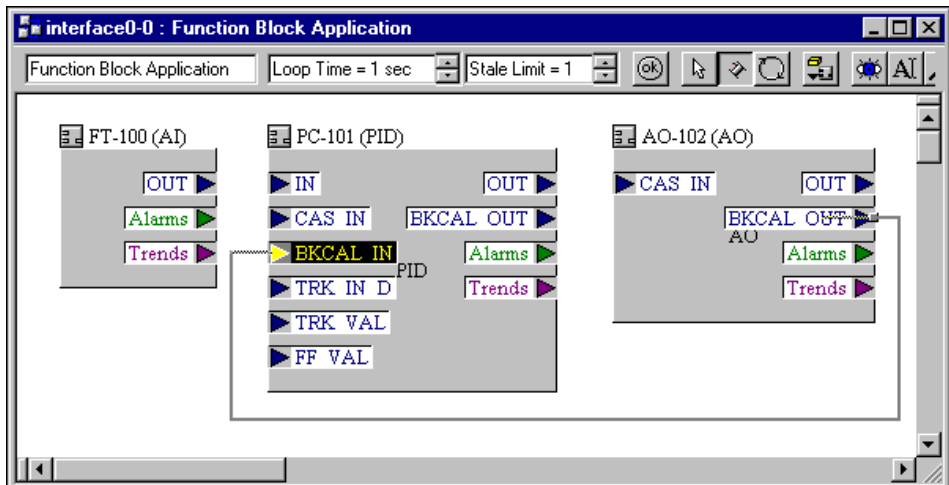 interface0-0 : Function Block Application
Function Block Application Loop Time = 1 sec Stale Limit = 1 ok AI
FT-100 (AI)
OUT
Alarms
Trends
PC-101 (PID)
IN OUT
CAS IN BKCAL OUT
BKCAL IN Alarms
PID
TRK IN D Trends
TRK VAL
FF VAL
AO-102 (AO)
CAS IN OUT
BKCAL OUT
AO
Alarms
Trends